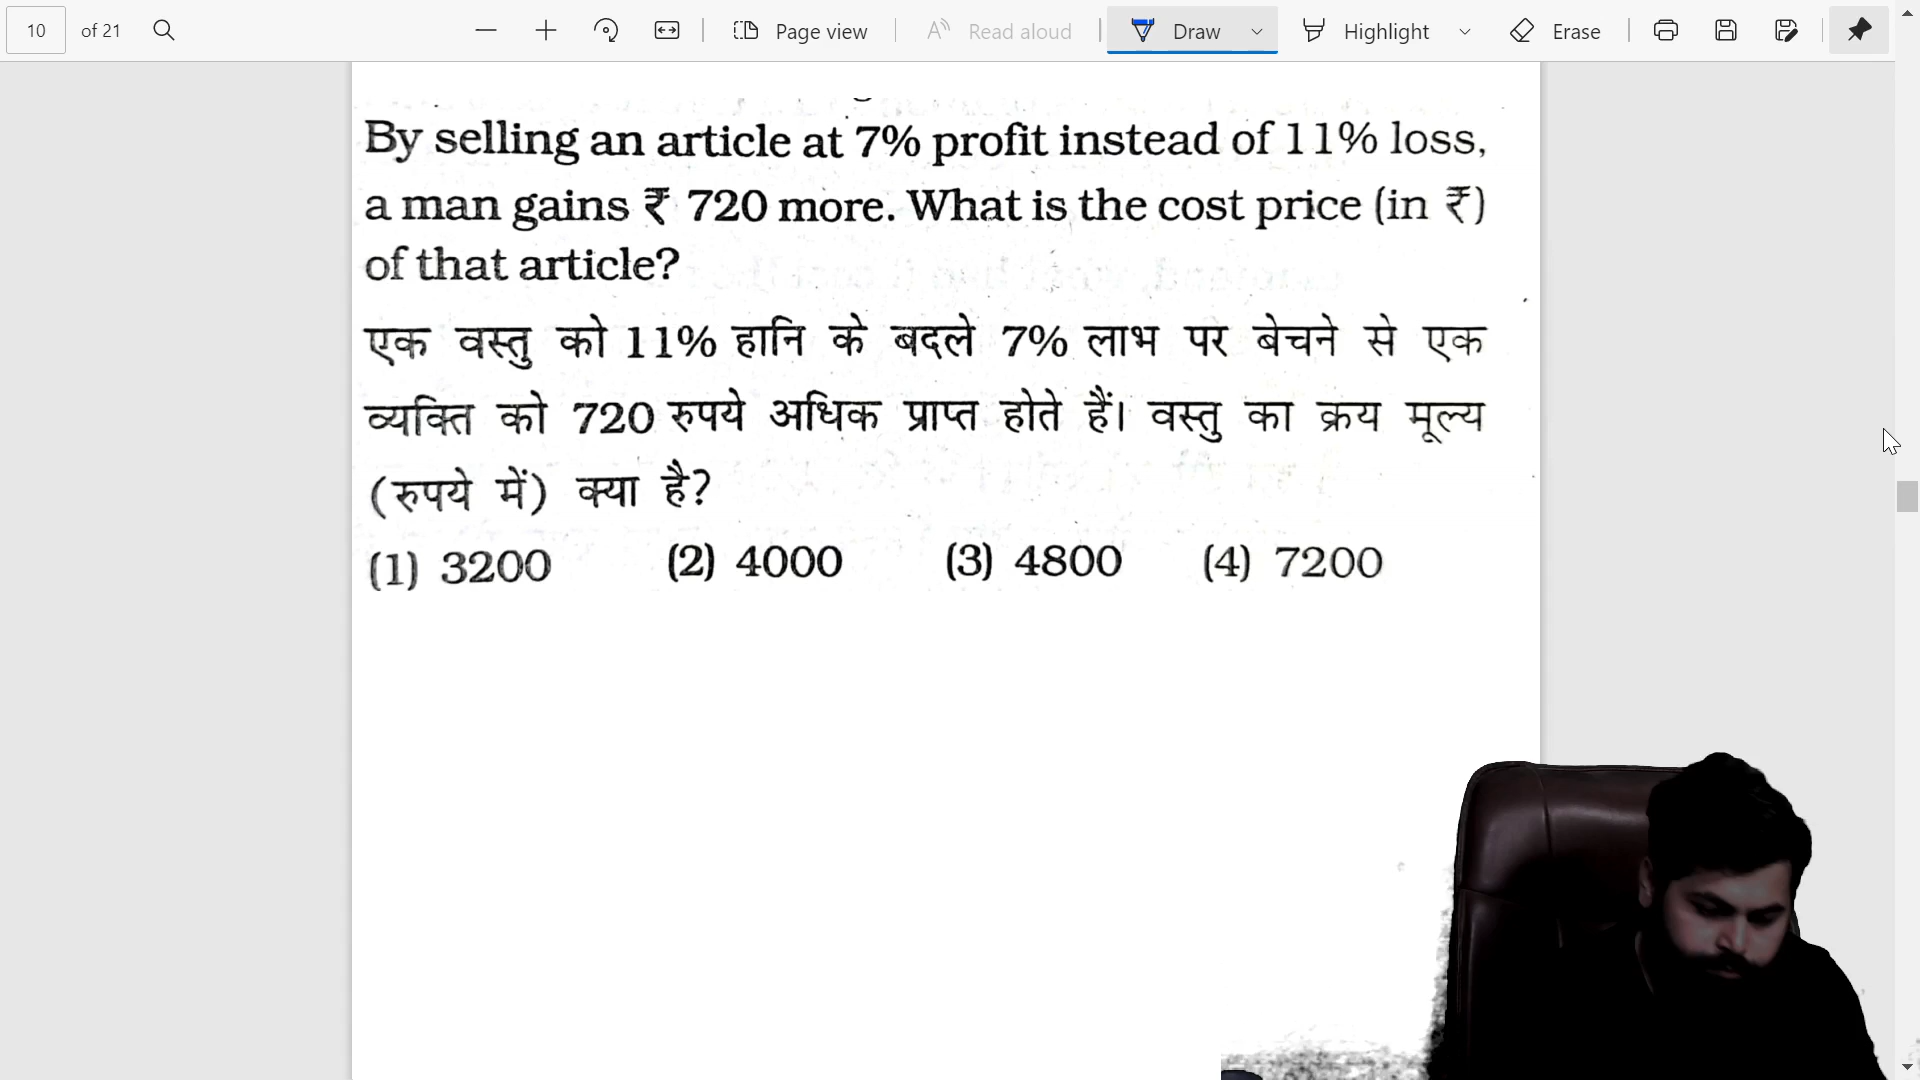 10 of 21 Page view Read aloud Draw Highlight Erase
By selling an article at 7% profit instead of 11% loss,
a man gains ₹ 720 more. What is the cost price (in ₹)
of that article?
एक वस्तु को 11% हानि के बदले 7% लाभ पर बेचने से एक
व्यक्ति को 720 रुपये अधिक प्राप्त होते हैं। वस्तु का क्रय मूल्य
(रुपये में) क्या है?
(1) 3200 (2) 4000 (3) 4800 (4) 7200